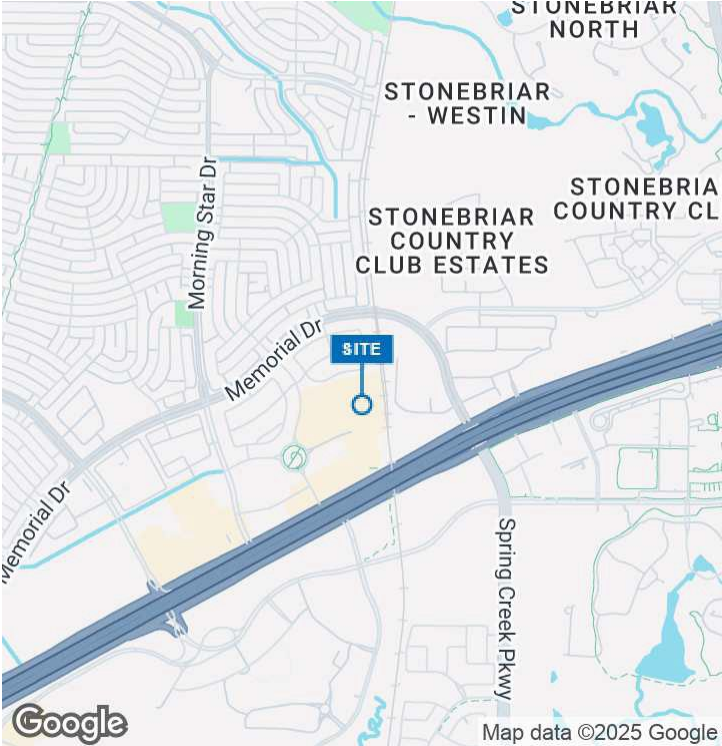 STONEBRIAR
NORTH
STONEBRIAR
- WESTIN
STONEBRIA
COUNTRY CL
STONEBRIAR
COUNTRY
CLUB ESTATES
Morning Star Dr
Memorial Dr
SITE
Memorial Dr
Spring Creek Pkwy
Google
Map data ©2025 Google